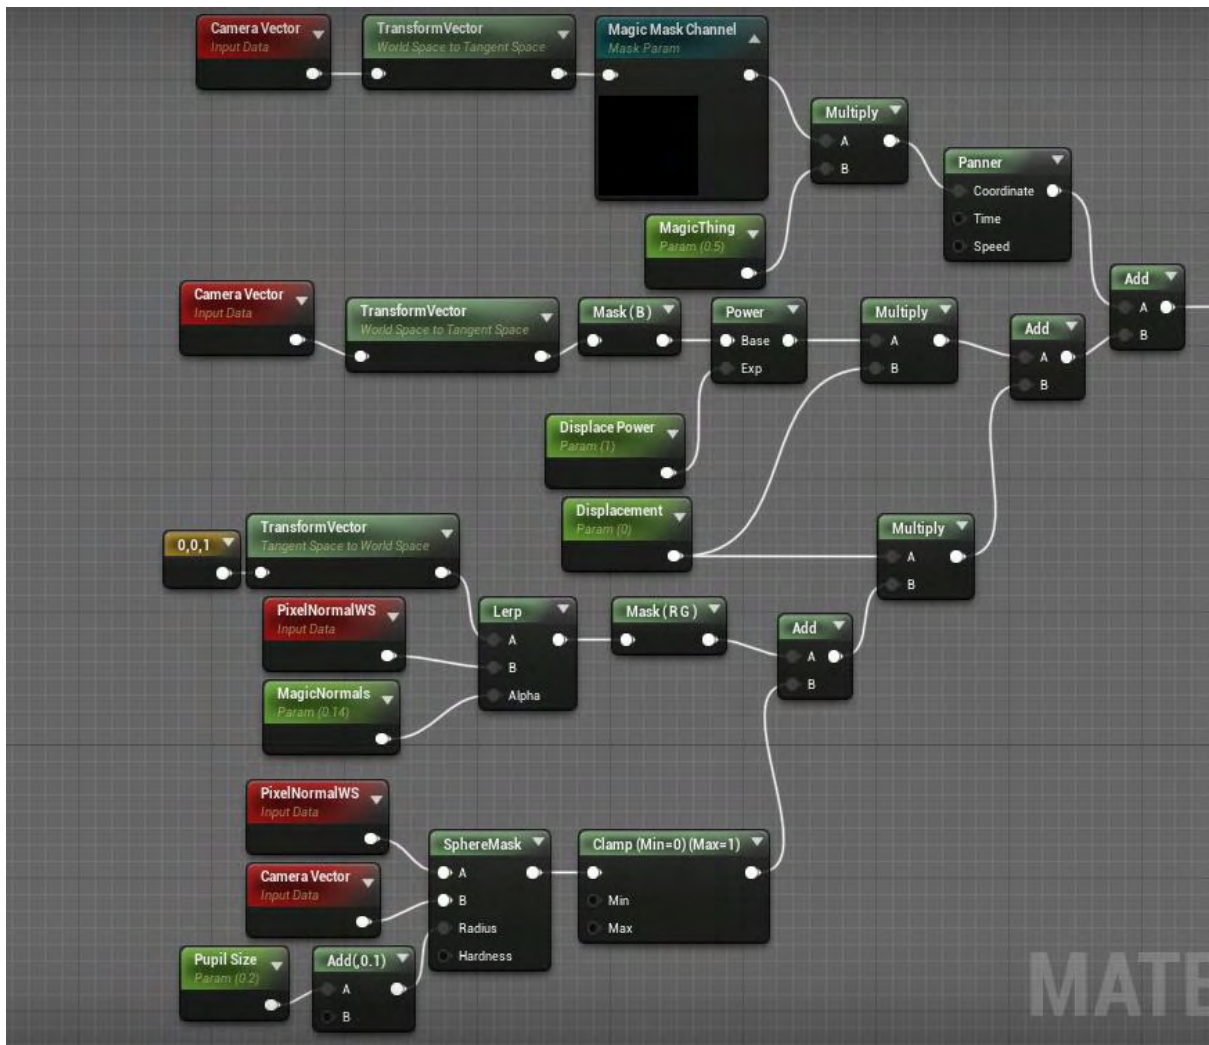 Camera Vector
Input Data
TransformVector
World Space to Tangent Space
Magic Mask Channel
Mask Param
Multiply
A
B
Panner
Coordinate
Time
Speed
MagicThing
Param (0.5)
Add
A
B
Camera Vector
Input Data
TransformVector
World Space to Tangent Space
Mask ( B )
Power
Base
Exp
Multiply
A
B
Add
A
B
Displace Power
Param (1)
Displacement
Param (0)
Multiply
A
B
0,0,1
TransformVector
Tangent Space to World Space
PixelNormalWS
Input Data
MagicNormals
Param (0.14)
Lerp
A
B
Alpha
Mask ( R G )
Add
A
B
PixelNormalWS
Input Data
Camera Vector
Input Data
SphereMask
A
B
Radius
Hardness
Clamp (Min=0) (Max=1)
Min
Max
Pupil Size
Param (0.2)
Add(,0.1)
A
B